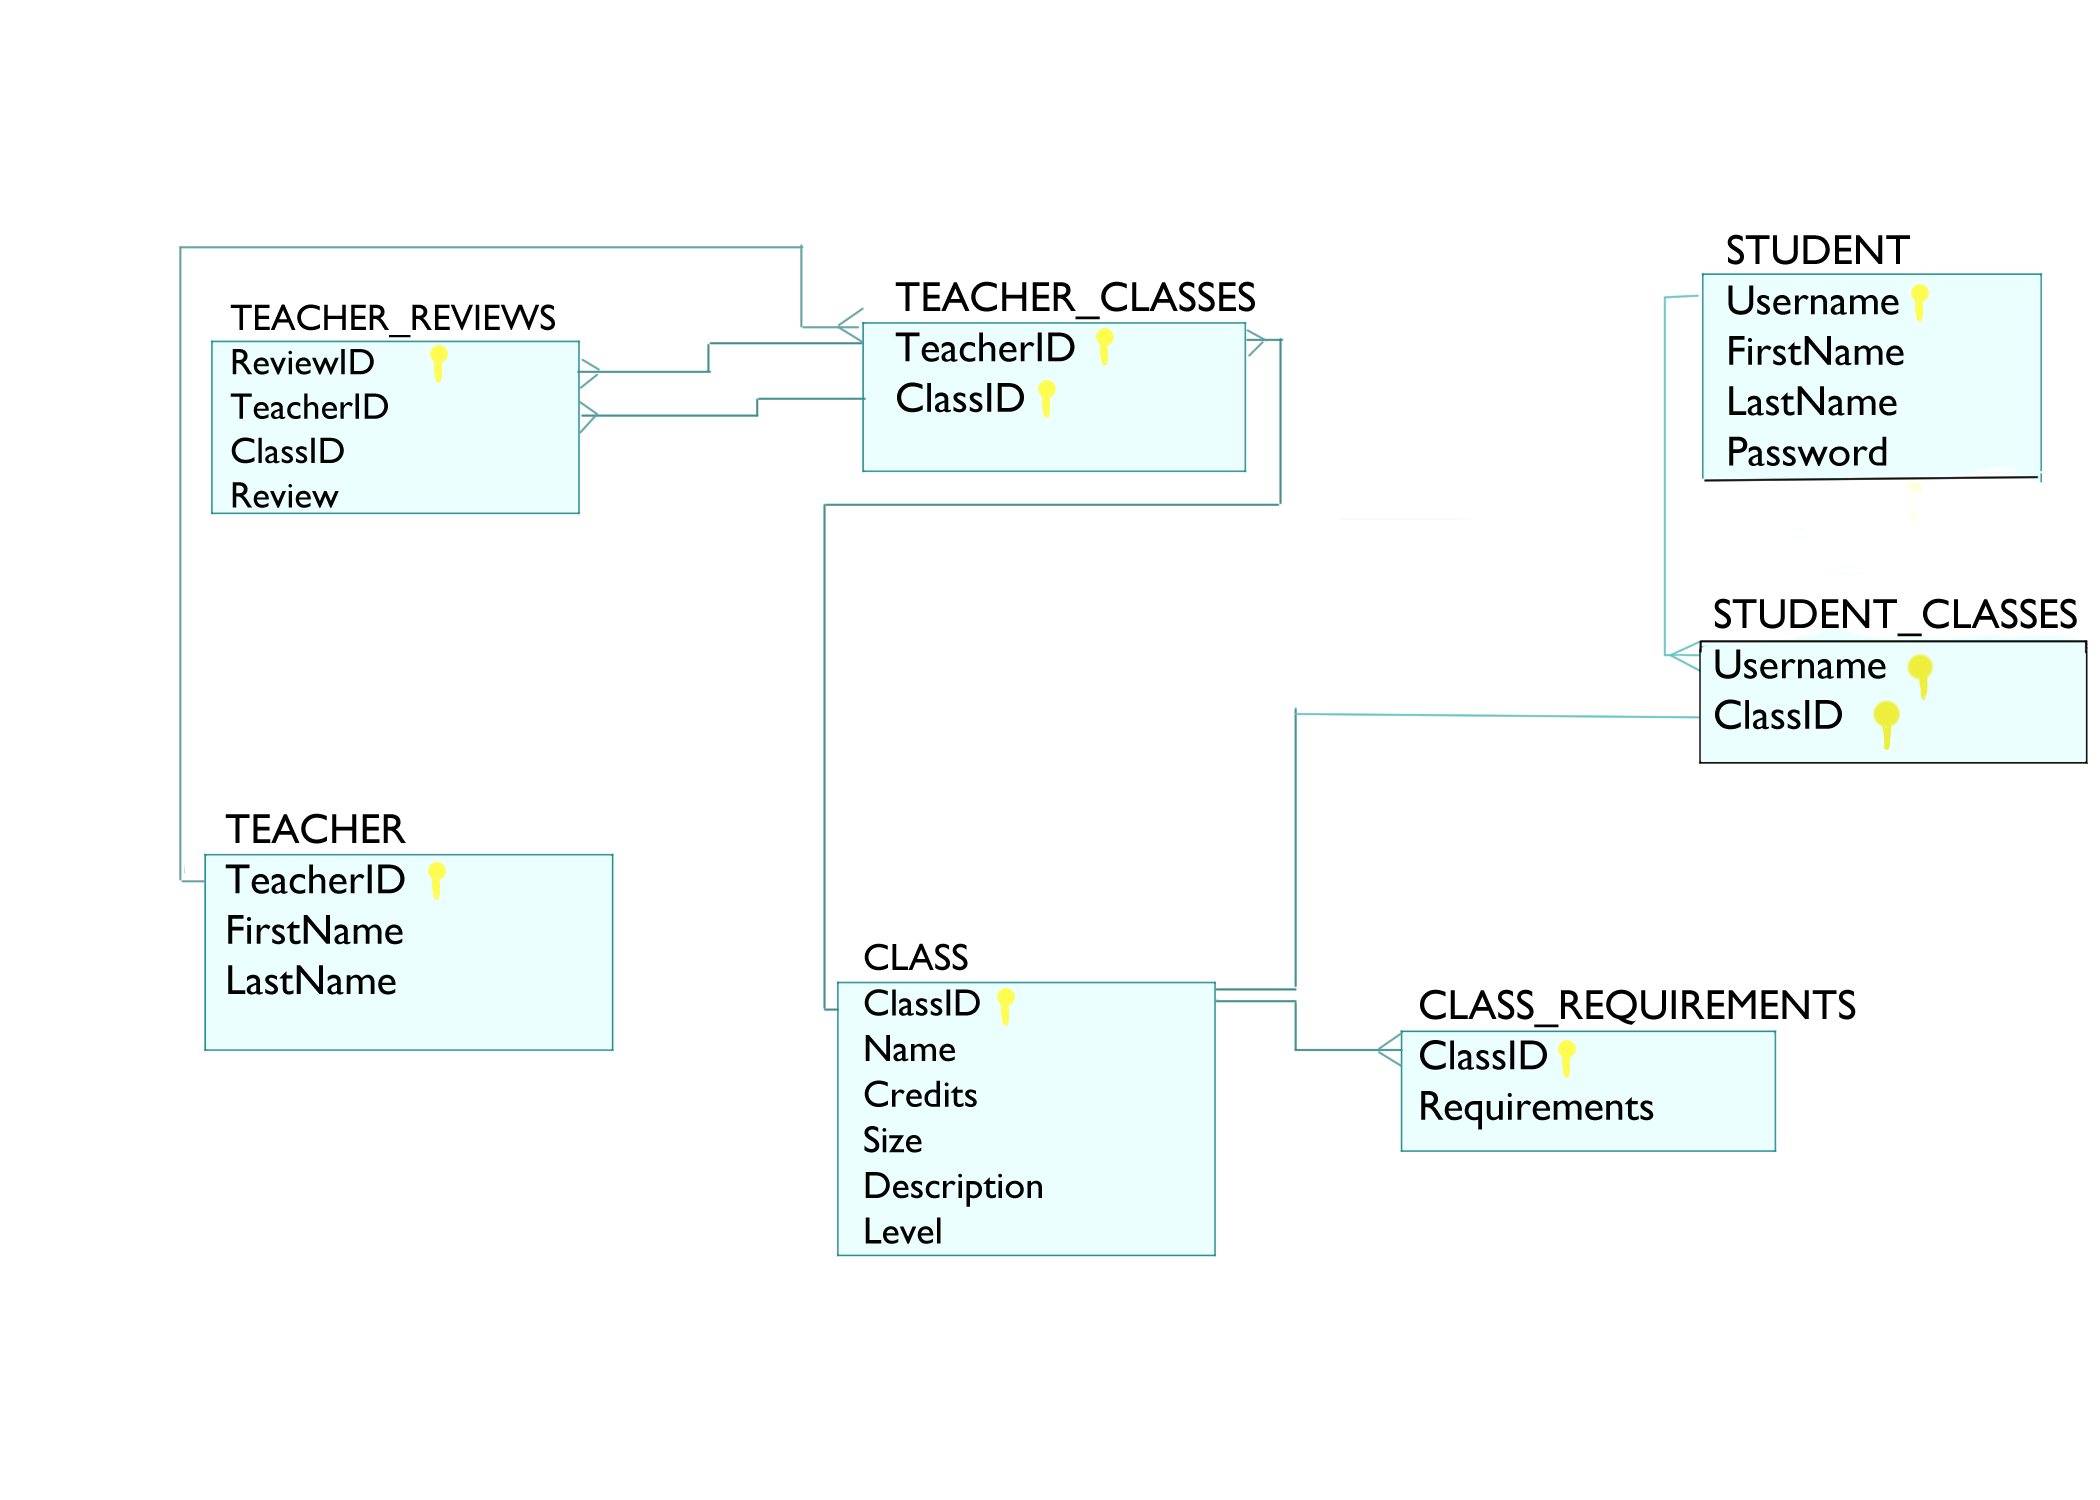 TEACHER_REVIEWS
ReviewID
TeacherID
ClassID
Review
TEACHER_CLASSES
TeacherID
ClassID
STUDENT
Username
FirstName
LastName
Password
STUDENT_CLASSES
Username
ClassID
TEACHER
TeacherID
FirstName
LastName
CLASS
ClassID
Name
Credits
Size
Description
Level
CLASS_REQUIREMENTS
ClassID
Requirements